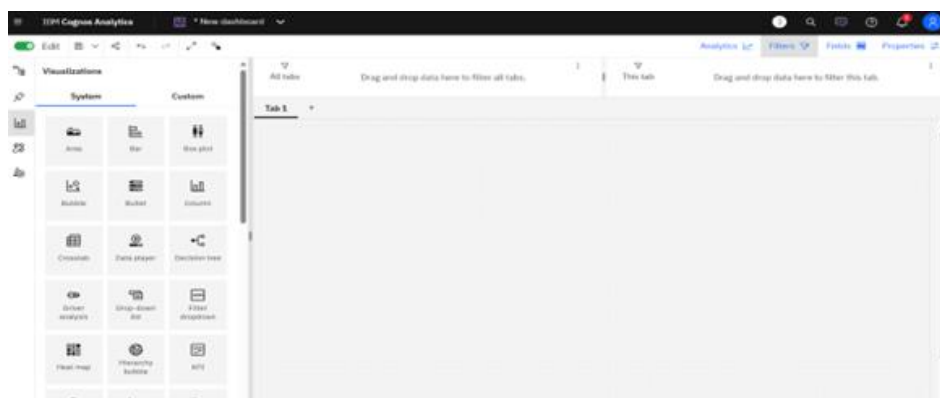 IBM Cognos Analytics
* New dashboard
Edit
Analytics
Filters
Fields
Properties
Visualizations
System
Custom
All tabs
Drag and drop data here to filter all tabs.
This tab
Drag and drop data here to filter this tab.
Tab 1
+
Area
Bar
Box plot
Bubble
Bullet
Column
Crosstab
Data player
Decision tree
Driver
analysis
Drop-down
list
Filter
dropdown
Heat map
Hierarchy
bubble
KPI